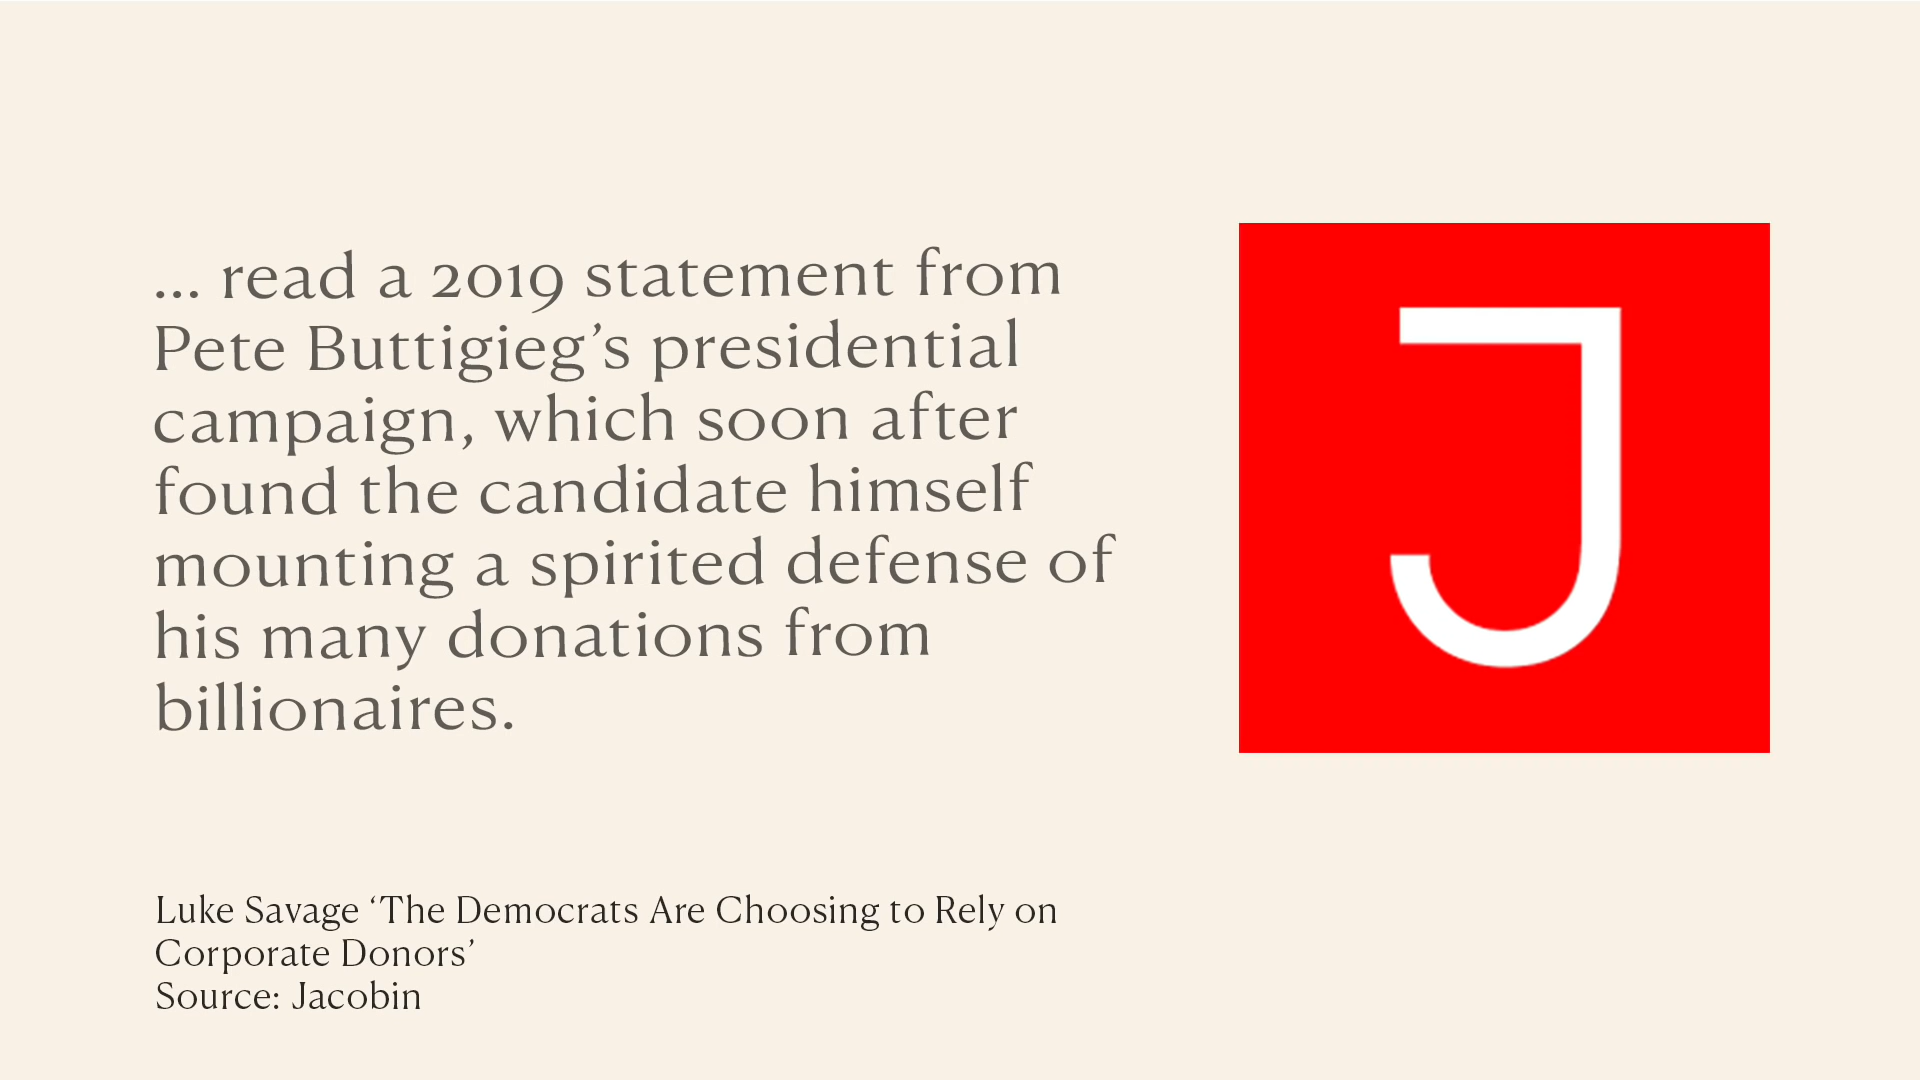 ... read a 2019 statement from
Pete Buttigieg’s presidential
campaign, which soon after
found the candidate himself
mounting a spirited defense of
his many donations from
billionaires.
J
Luke Savage ‘The Democrats Are Choosing to Rely on
Corporate Donors’
Source: Jacobin